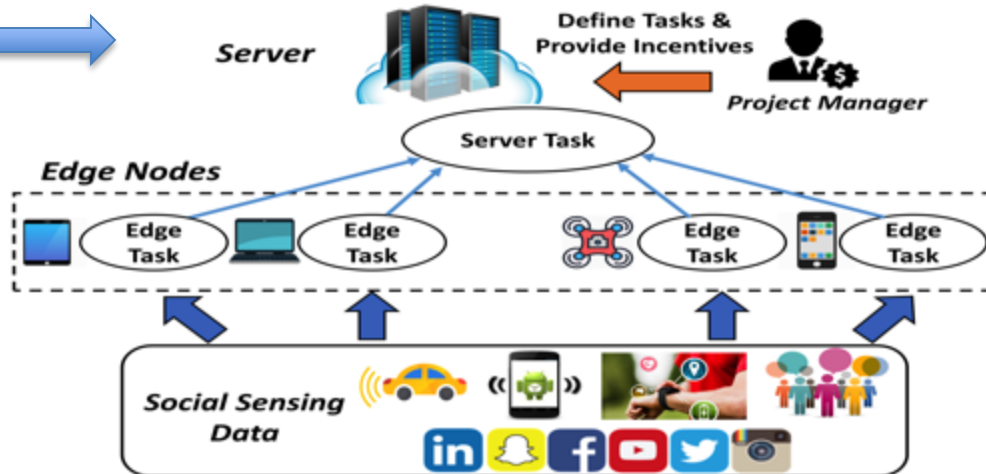 Server
Define Tasks &
Provide Incentives
Project Manager
Server Task
Edge Nodes
Edge
Task
Edge
Task
Edge
Task
Edge
Task
Social Sensing
Data
in
f